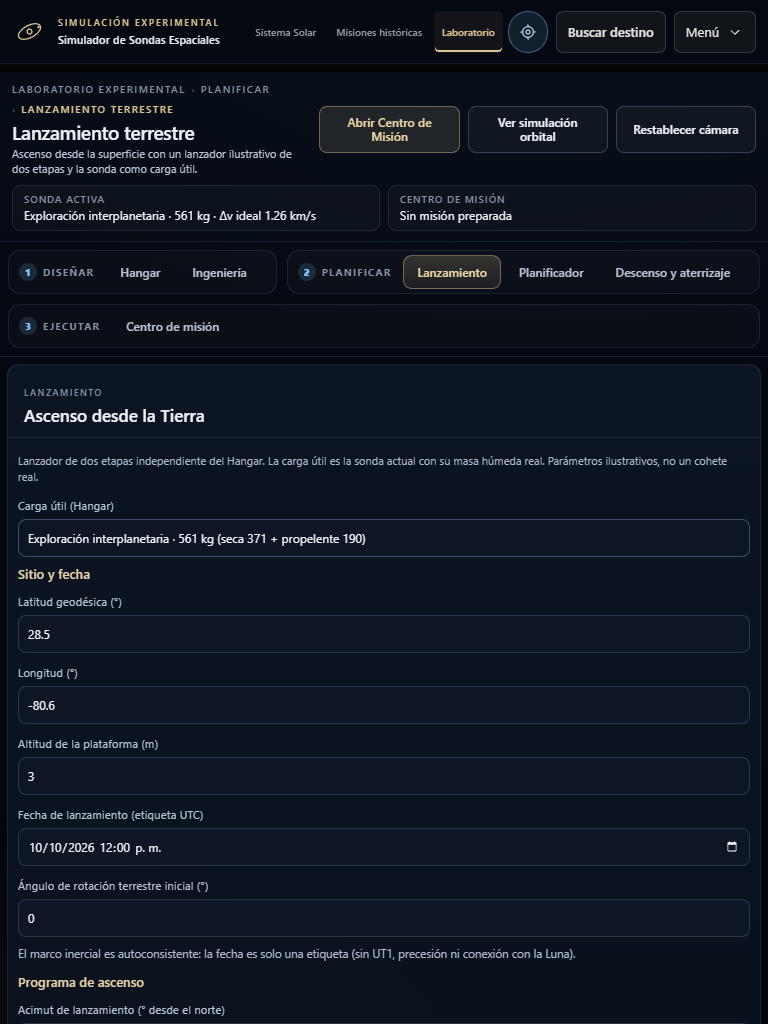 SIMULACIÓN EXPERIMENTAL
Simulador de Sondas Espaciales
Sistema Solar
Misiones históricas
Laboratorio
Buscar destino
Menú
LABORATORIO EXPERIMENTAL › PLANIFICAR
› LANZAMIENTO TERRESTRE
Lanzamiento terrestre
Ascenso desde la superficie con un lanzador ilustrativo de
dos etapas y la sonda como carga útil.
Abrir Centro de
Misión
Ver simulación
orbital
Restablecer cámara
SONDA ACTIVA
Exploración interplanetaria · 561 kg · Δv ideal 1.26 km/s
CENTRO DE MISIÓN
Sin misión preparada
1 DISEÑAR
Hangar
Ingeniería
2 PLANIFICAR
Lanzamiento
Planificador
Descenso y aterrizaje
3 EJECUTAR
Centro de misión
LANZAMIENTO
Ascenso desde la Tierra
Lanzador de dos etapas independiente del Hangar. La carga útil es la sonda actual con su masa húmeda real. Parámetros ilustrativos, no un cohete
real.
Carga útil (Hangar)
Exploración interplanetaria · 561 kg (seca 371 + propelente 190)
Sitio y fecha
Latitud geodésica (°)
28.5
Longitud (°)
-80.6
Altitud de la plataforma (m)
3
Fecha de lanzamiento (etiqueta UTC)
10/10/2026 12:00 p. m.
Ángulo de rotación terrestre inicial (°)
0
El marco inercial es autoconsistente: la fecha es solo una etiqueta (sin UT1, precesión ni conexión con la Luna).
Programa de ascenso
Acimut de lanzamiento (° desde el norte)